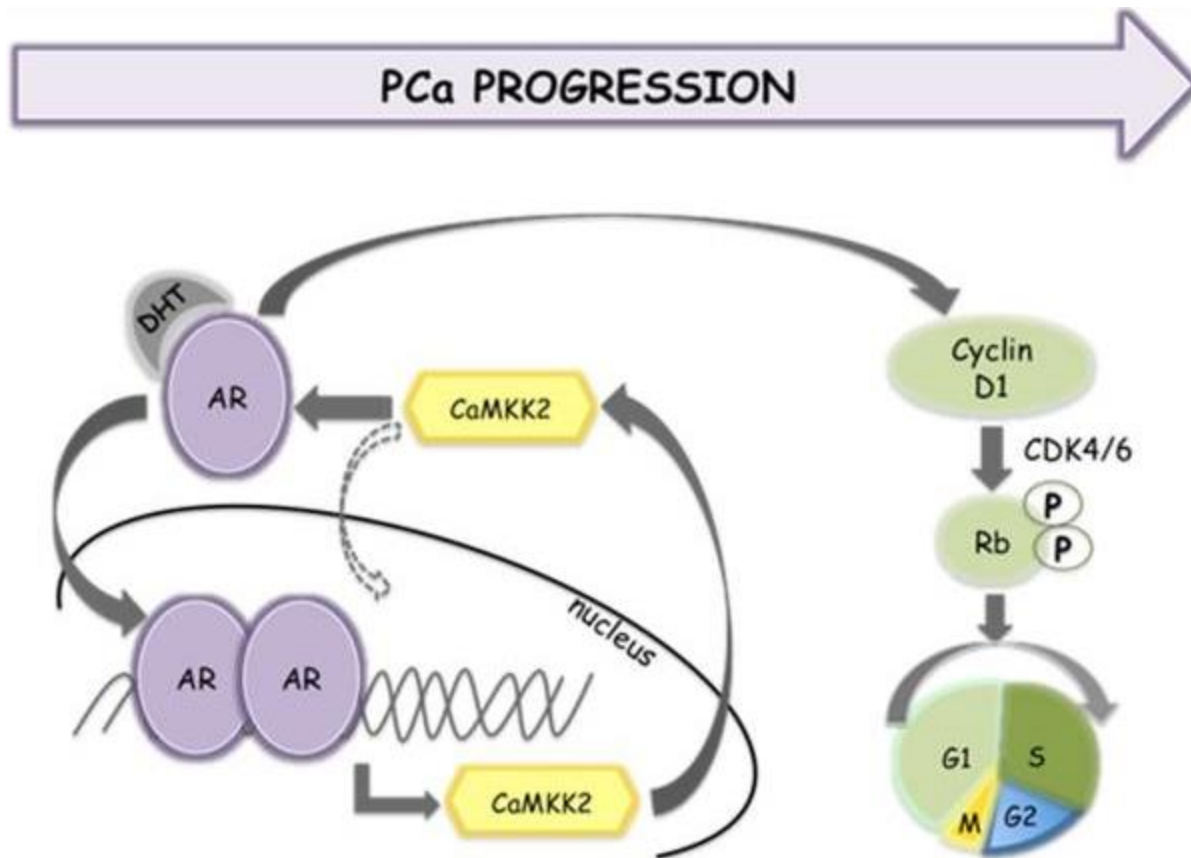 PCa PROGRESSION
DHT
AR
CaMKK2
Cyclin
D1
CDK4/6
Rb
P
P
nucleus
AR
AR
CaMKK2
G1
S
M
G2